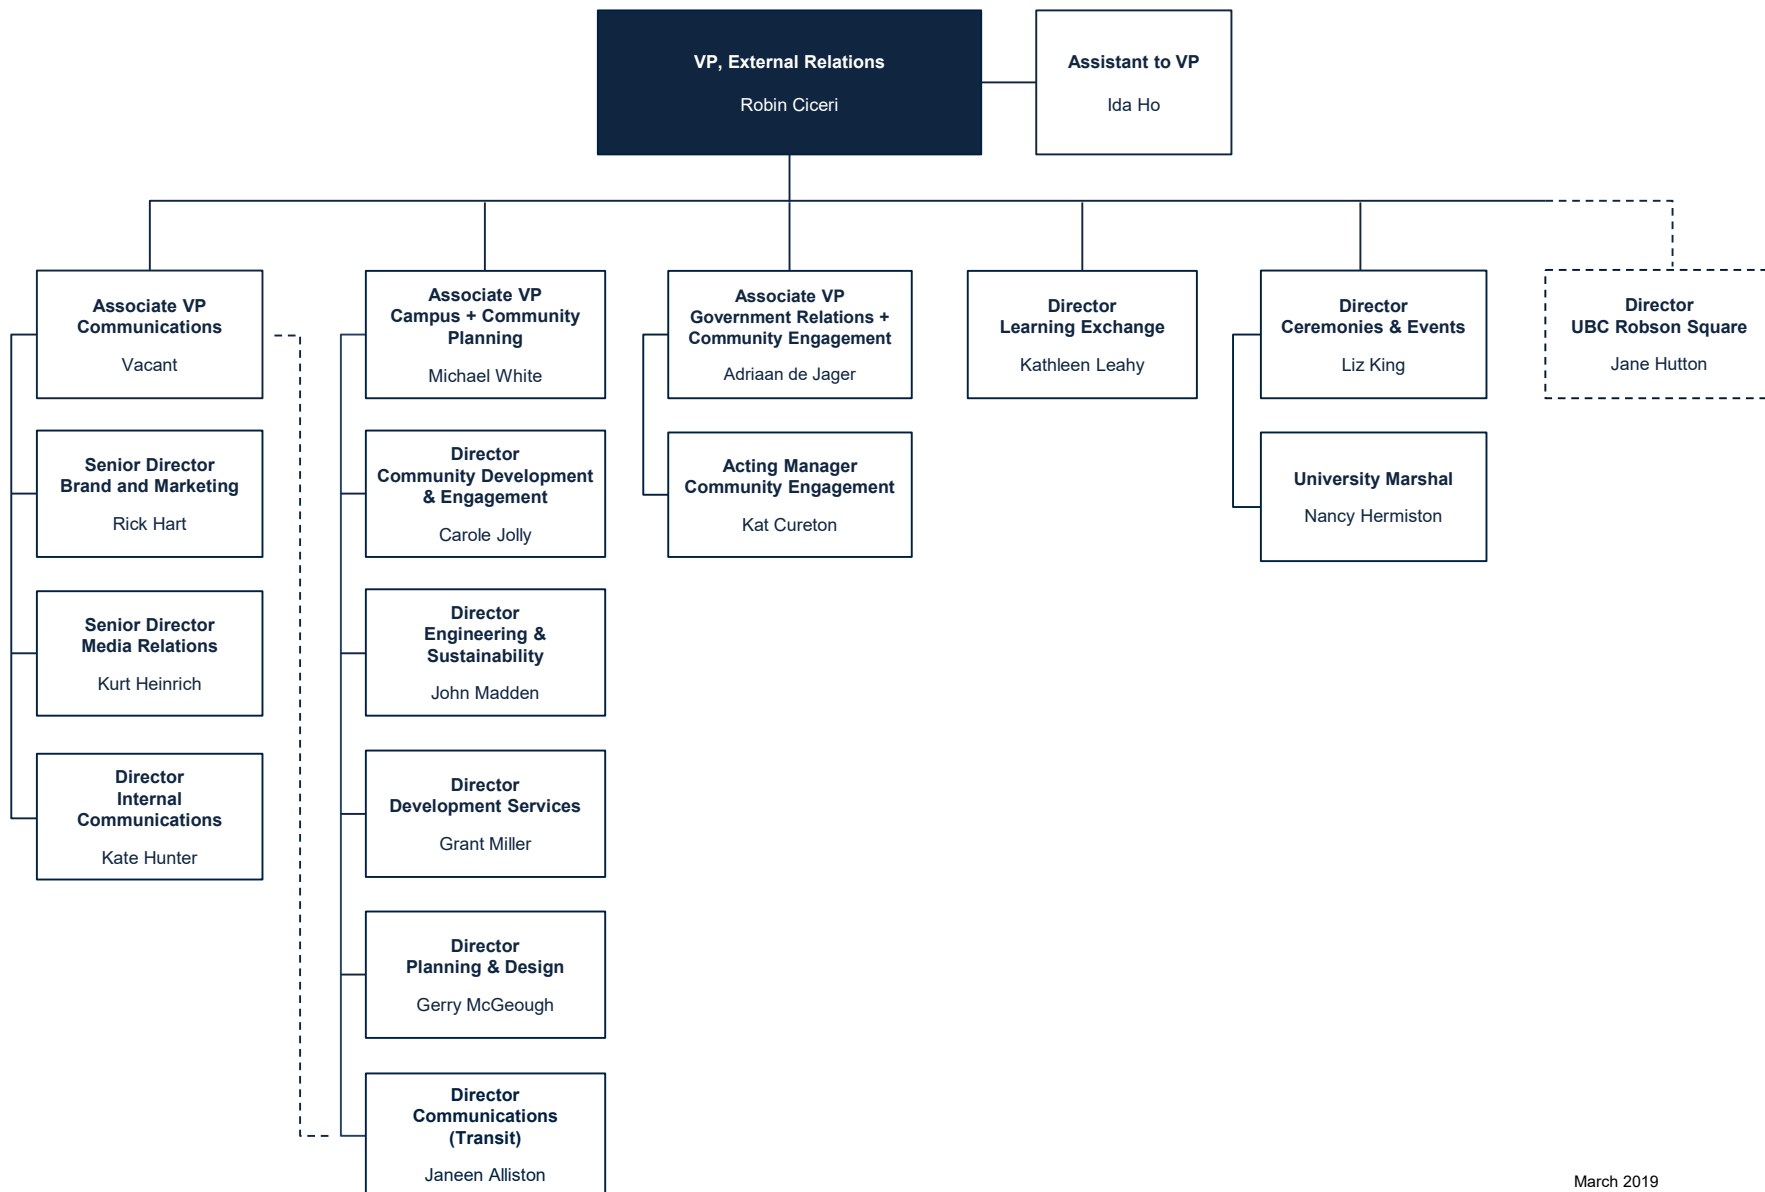 VP, External Relations
Robin Ciceri
Assistant to VP
Ida Ho
Associate VP
Communications
Vacant
Senior Director
Brand and Marketing
Rick Hart
Senior Director
Media Relations
Kurt Heinrich
Director
Internal
Communications
Kate Hunter
Associate VP
Campus + Community
Planning
Michael White
Director
Community Development
& Engagement
Carole Jolly
Director
Engineering &
Sustainability
John Madden
Director
Development Services
Grant Miller
Director
Planning & Design
Gerry McGeough
Director
Communications
(Transit)
Janeen Alliston
Associate VP
Government Relations +
Community Engagement
Adriaan de Jager
Acting Manager
Community Engagement
Kat Cureton
Director
Learning Exchange
Kathleen Leahy
Director
Ceremonies & Events
Liz King
University Marshal
Nancy Hermiston
Director
UBC Robson Square
Jane Hutton
March 2019